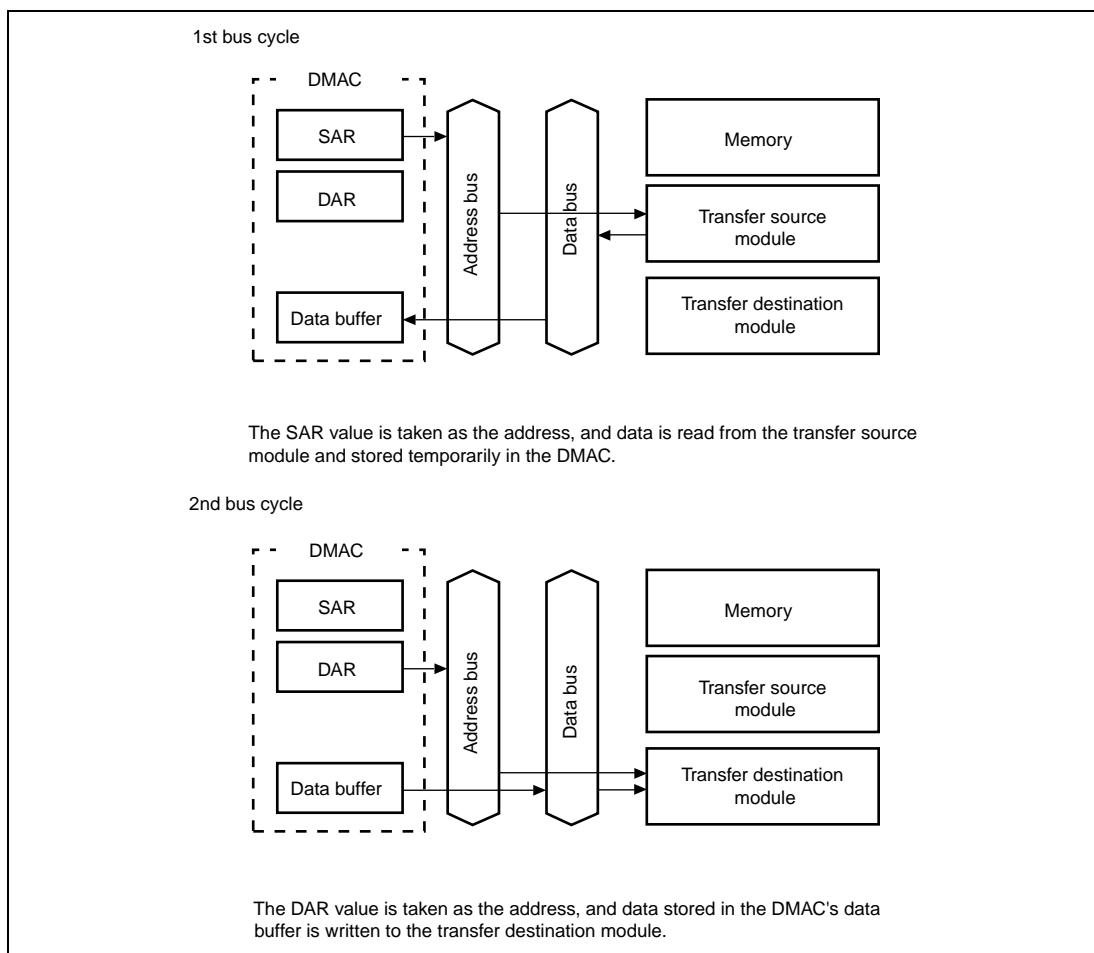 1st bus cycle
DMAC
SAR
DAR
Data buffer
Address bus
Data bus
Memory
Transfer source
module
Transfer destination
module
The SAR value is taken as the address, and data is read from the transfer source
module and stored temporarily in the DMAC.
2nd bus cycle
DMAC
SAR
DAR
Data buffer
Address bus
Data bus
Memory
Transfer source
module
Transfer destination
module
The DAR value is taken as the address, and data stored in the DMAC's data
buffer is written to the transfer destination module.